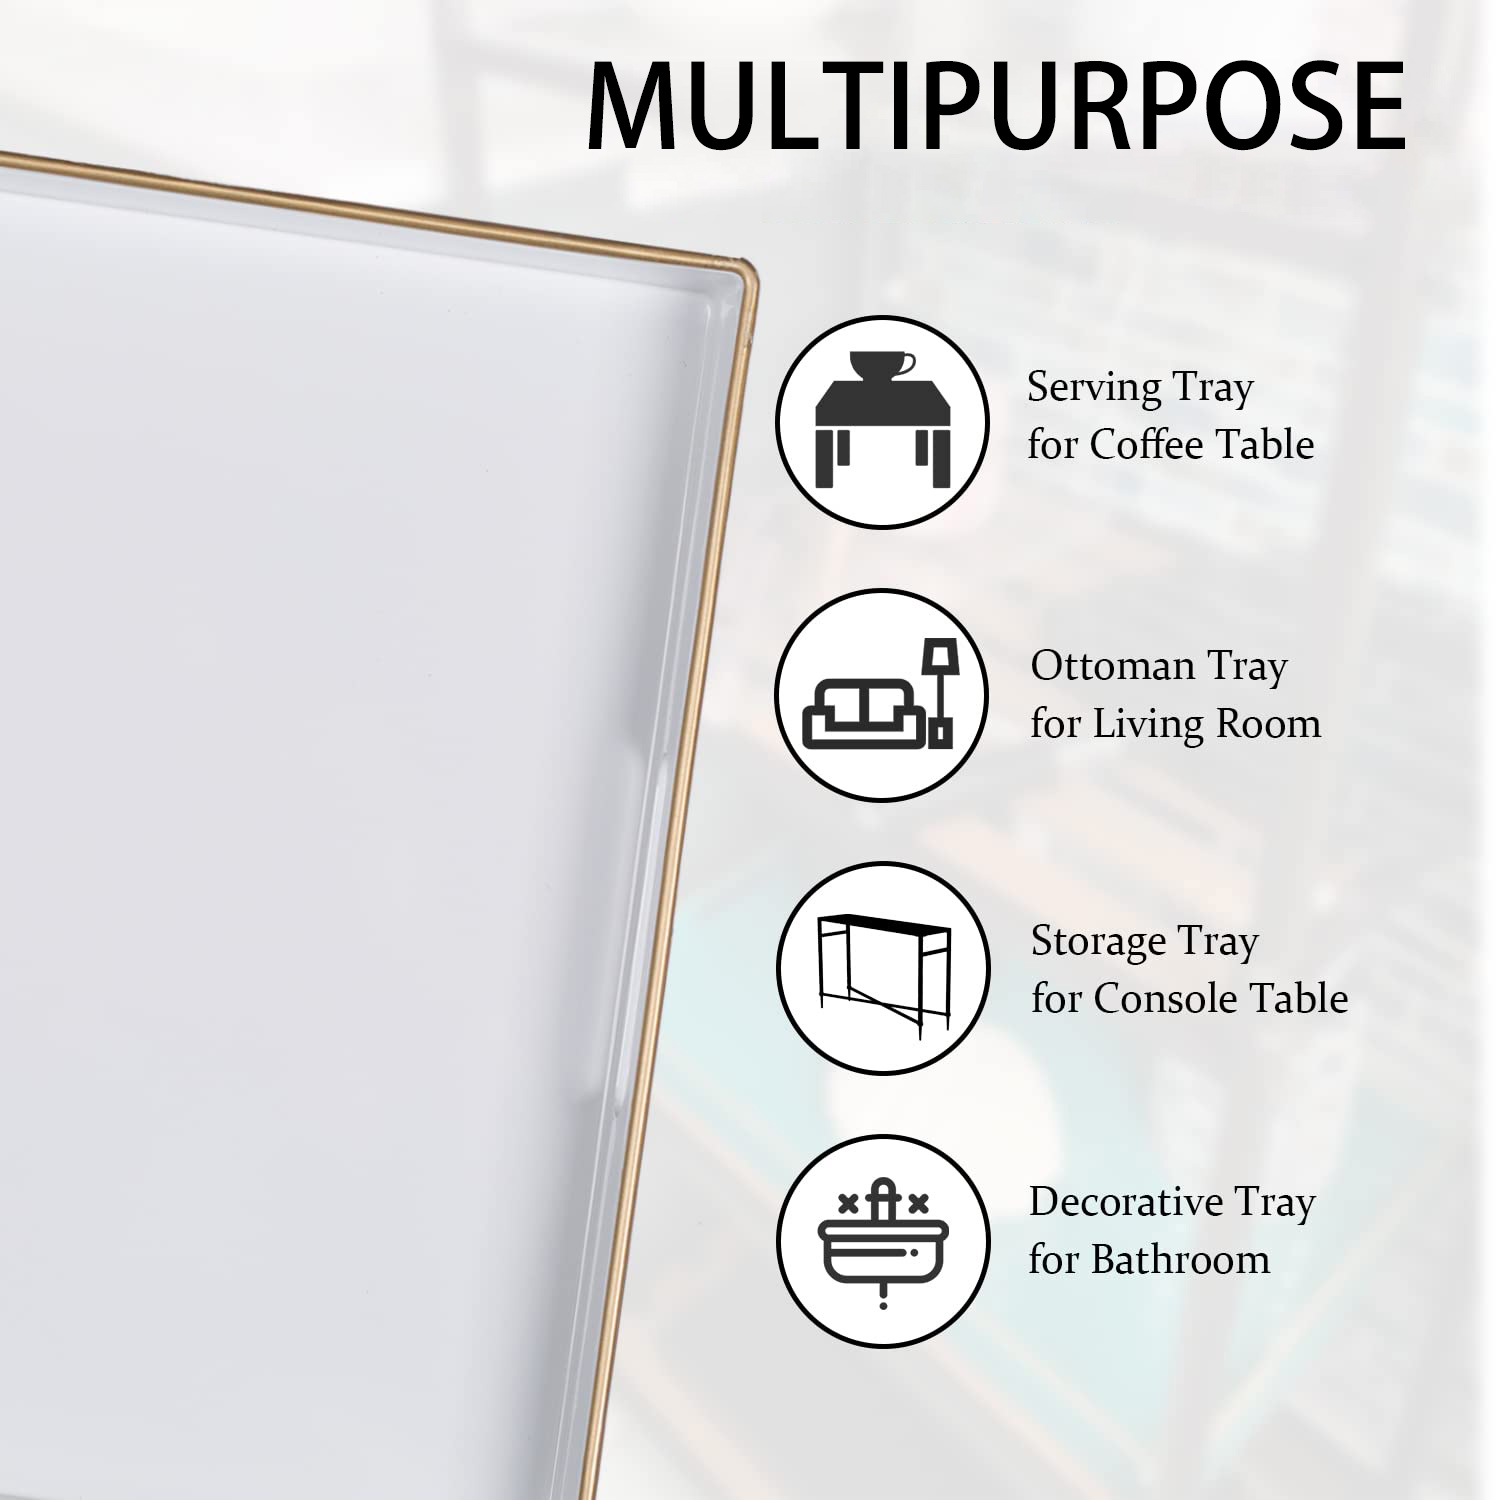 MULTIPURPOSE
Serving Tray
for Coffee Table
Ottoman Tray
for Living Room
Storage Tray
for Console Table
Decorative Tray
for Bathroom